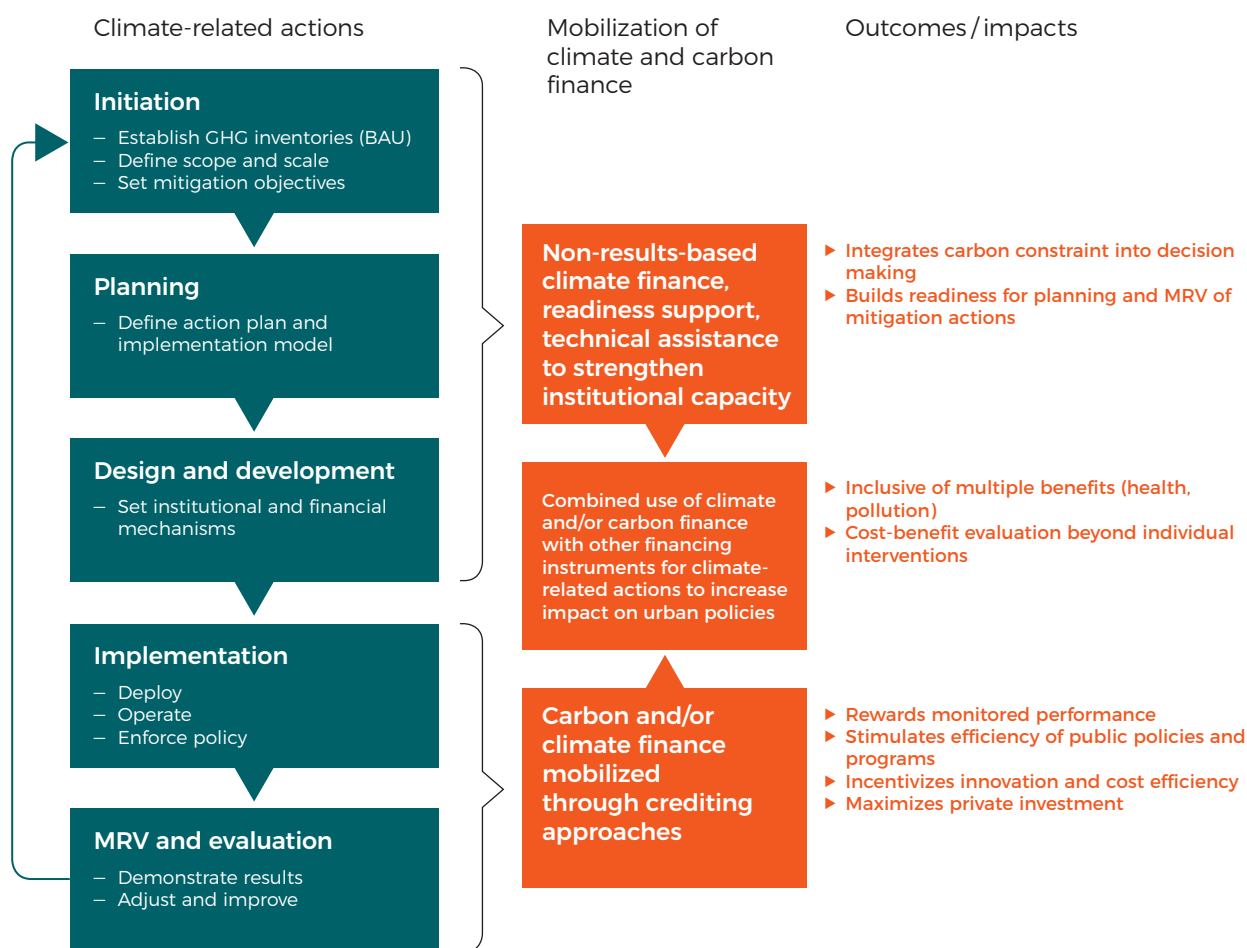 Climate-related actions
Mobilization of
climate and carbon
finance
Outcomes/impacts
Initiation
– Establish GHG inventories (BAU)
– Define scope and scale
– Set mitigation objectives
Planning
– Define action plan and
implementation model
Design and development
– Set institutional and financial
mechanisms
Implementation
– Deploy
– Operate
– Enforce policy
MRV and evaluation
– Demonstrate results
– Adjust and improve
Non-results-based
climate finance,
readiness support,
technical assistance
to strengthen
institutional capacity
Combined use of climate
and/or carbon finance
with other financing
instruments for climate-
related actions to increase
impact on urban policies
Carbon and/or
climate finance
mobilized
through crediting
approaches
▶ Integrates carbon constraint into decision
making
▶ Builds readiness for planning and MRV of
mitigation actions
▶ Inclusive of multiple benefits (health,
pollution)
▶ Cost-benefit evaluation beyond individual
interventions
▶ Rewards monitored performance
▶ Stimulates efficiency of public policies and
programs
▶ Incentivizes innovation and cost efficiency
▶ Maximizes private investment